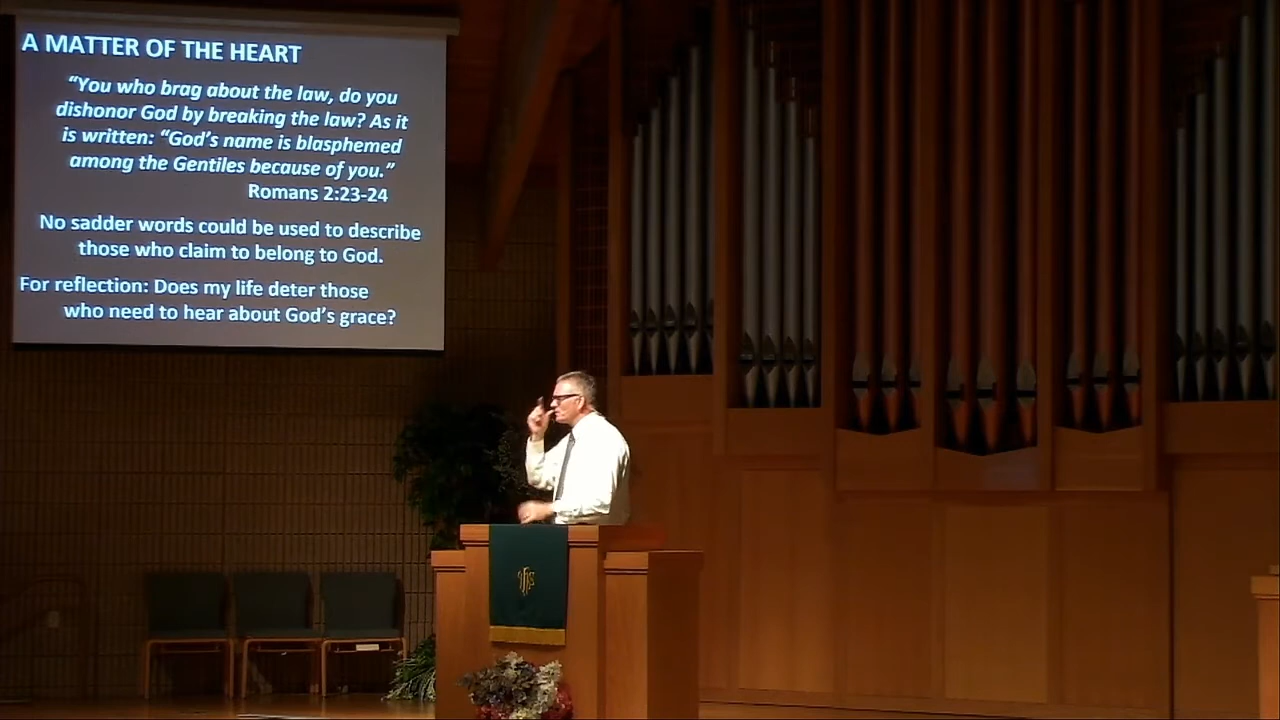 A MATTER OF THE HEART
“You who brag about the law, do you
dishonor God by breaking the law? As it
is written: “God’s name is blasphemed
among the Gentiles because of you.”
Romans 2:23-24
No sadder words could be used to describe
those who claim to belong to God.
For reflection: Does my life deter those
who need to hear about God’s grace?
IHS